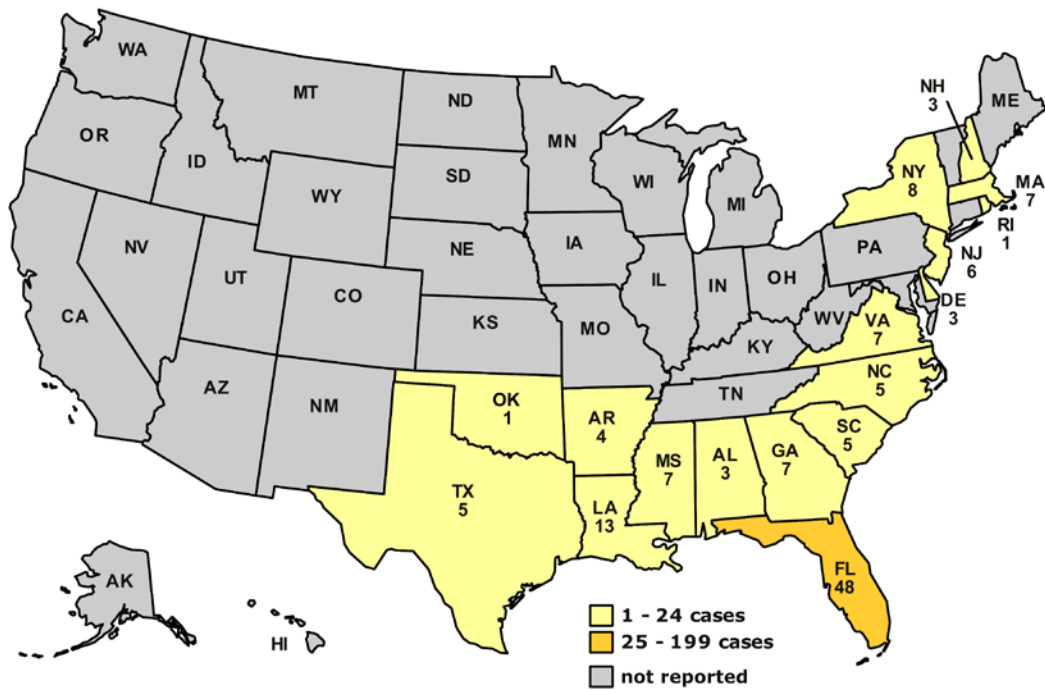 WA
MT
ND
MN
NH
3
ME
OR
ID
SD
WI
NY
8
MA
7
WY
MI
RI
1
NV
NE
IA
PA
NJ
6
UT
CO
IL
IN
OH
DE
3
CA
KS
MO
WV
VA
7
KY
AZ
NM
OK
1
AR
4
TN
NC
5
SC
5
TX
5
LA
13
MS
7
AL
3
GA
7
FL
48
AK
HI
1 - 24 cases
25 - 199 cases
not reported